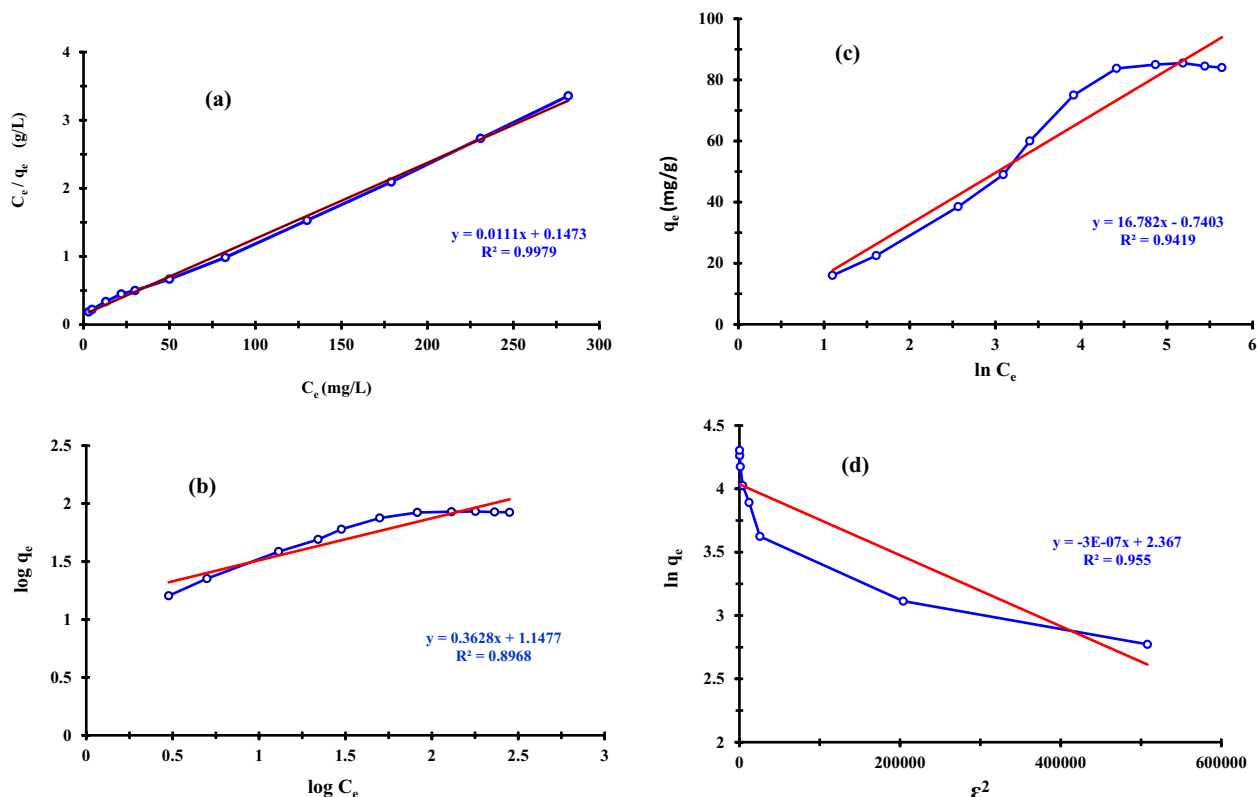 (a)
C_e / q_e (g/L)
4
3
2
1
0
0 50 100 150 200 250 300
y = 0.0111x + 0.1473
R² = 0.9979
C_e (mg/L)
(c)
q_e (mg/g)
100
80
60
40
20
0
0 1 2 3 4 5 6
y = 16.782x - 0.7403
R² = 0.9419
ln C_e
(b)
log q_e
2.5
2
1.5
1
0.5
0
0 0.5 1 1.5 2 2.5 3
y = 0.3628x + 1.1477
R² = 0.8968
log C_e
(d)
ln q_e
4.5
4
3.5
3
2.5
2
0 200000 400000 600000
y = -3E-07x + 2.367
R² = 0.955
ε²